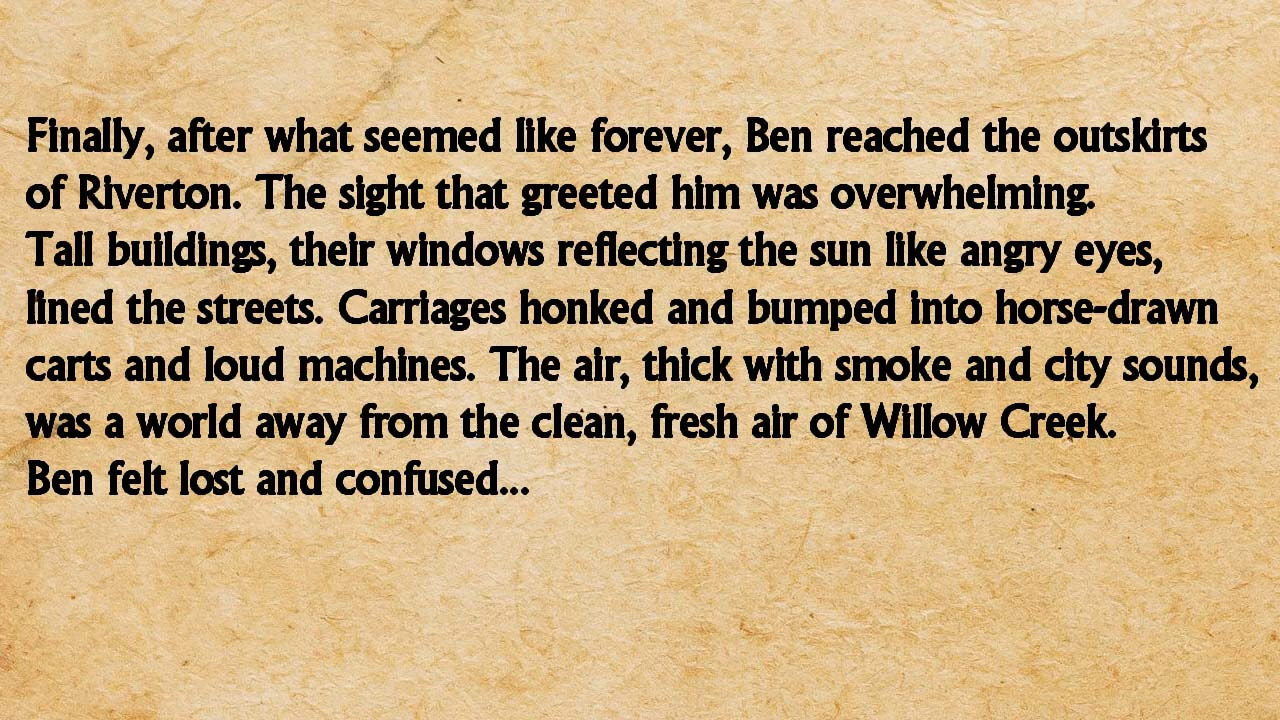 Finally, after what seemed like forever, Ben reached the outskirts
of Riverton. The sight that greeted him was overwhelming.
Tall buildings, their windows reflecting the sun like angry eyes,
lined the streets. Carriages honked and bumped into horse-drawn
carts and loud machines. The air, thick with smoke and city sounds,
was a world away from the clean, fresh air of Willow Creek.
Ben felt lost and confused...